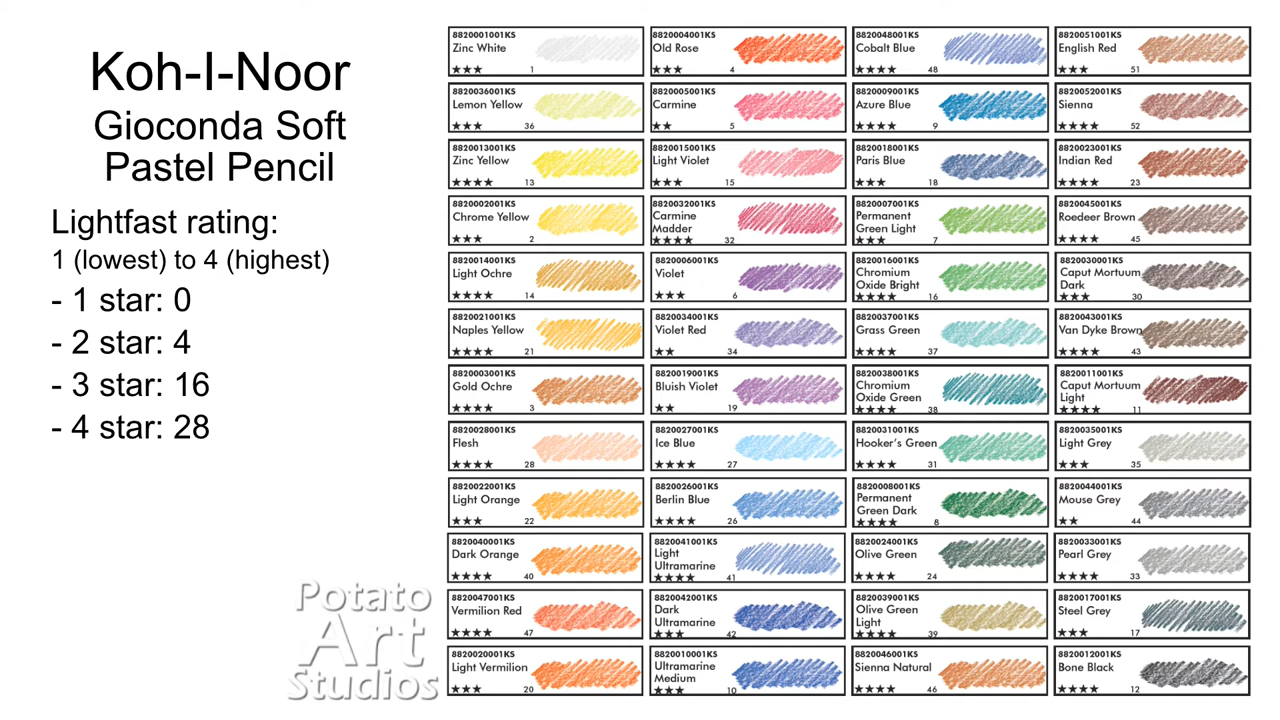 Koh-I-Noor
Gioconda Soft
Pastel Pencil
Lightfast rating:
1 (lowest) to 4 (highest)
- 1 star: 0
- 2 star: 4
- 3 star: 16
- 4 star: 28
Potato
Art
Studios
8820001001KS
Zinc White
★★★ 1
8820036001KS
Lemon Yellow
★★★ 36
8820013001KS
Zinc Yellow
★★★★ 13
8820002001KS
Chrome Yellow
★★★ 2
8820014001KS
Light Ochre
★★★★ 14
8820021001KS
Naples Yellow
★★★★ 21
8820003001KS
Gold Ochre
★★★★ 3
8820028001KS
Flesh
★★★★ 28
8820022001KS
Light Orange
★★★ 22
8820040001KS
Dark Orange
★★★★ 40
8820047001KS
Vermilion Red
★★★★ 47
8820020001KS
Light Vermilion
★★★ 20
8820004001KS
Old Rose
★★★ 4
8820005001KS
Carmine
★★ 5
8820015001KS
Light Violet
★★★ 15
8820032001KS
Carmine
Madder
★★★★ 32
8820006001KS
Violet
★★★ 6
8820034001KS
Violet Red
★★ 34
8820019001KS
Bluish Violet
★★ 19
8820027001KS
Ice Blue
★★★★ 27
8820026001KS
Berlin Blue
★★★★ 26
8820041001KS
Light
Ultramarine
★★★★ 41
8820042001KS
Dark
Ultramarine
★★★ 42
8820010001KS
Ultramarine
Medium
★★★ 10
8820048001KS
Cobalt Blue
★★★★ 48
8820009001KS
Azure Blue
★★★★ 9
8820018001KS
Paris Blue
★★★ 18
8820007001KS
Permanent
Green Light
★★★ 7
8820016001KS
Chromium
Oxide Bright
★★★★ 16
8820037001KS
Grass Green
★★★★ 37
8820038001KS
Chromium
Oxide Green
★★★★ 38
8820031001KS
Hooker's Green
★★★★ 31
8820008001KS
Permanent
Green Dark
★★★★ 8
8820024001KS
Olive Green
★★★★ 24
8820039001KS
Olive Green
Light
★★★★ 39
8820046001KS
Sienna Natural
★★★★ 46
8820051001KS
English Red
★★★ 51
8820052001KS
Sienna
★★★★ 52
8820023001KS
Indian Red
★★★★ 23
8820045001KS
Roedeer Brown
★★★★ 45
8820030001KS
Caput Mortuum
Dark
★★★ 30
8820043001KS
Van Dyke Brown
★★★★ 43
8820011001KS
Caput Mortuum
Light
★★★★ 11
8820035001KS
Light Grey
★★★ 35
8820044001KS
Mouse Grey
★★ 44
8820033001KS
Pearl Grey
★★★★ 33
8820017001KS
Steel Grey
★★★ 17
8820012001KS
Bone Black
★★★★ 12